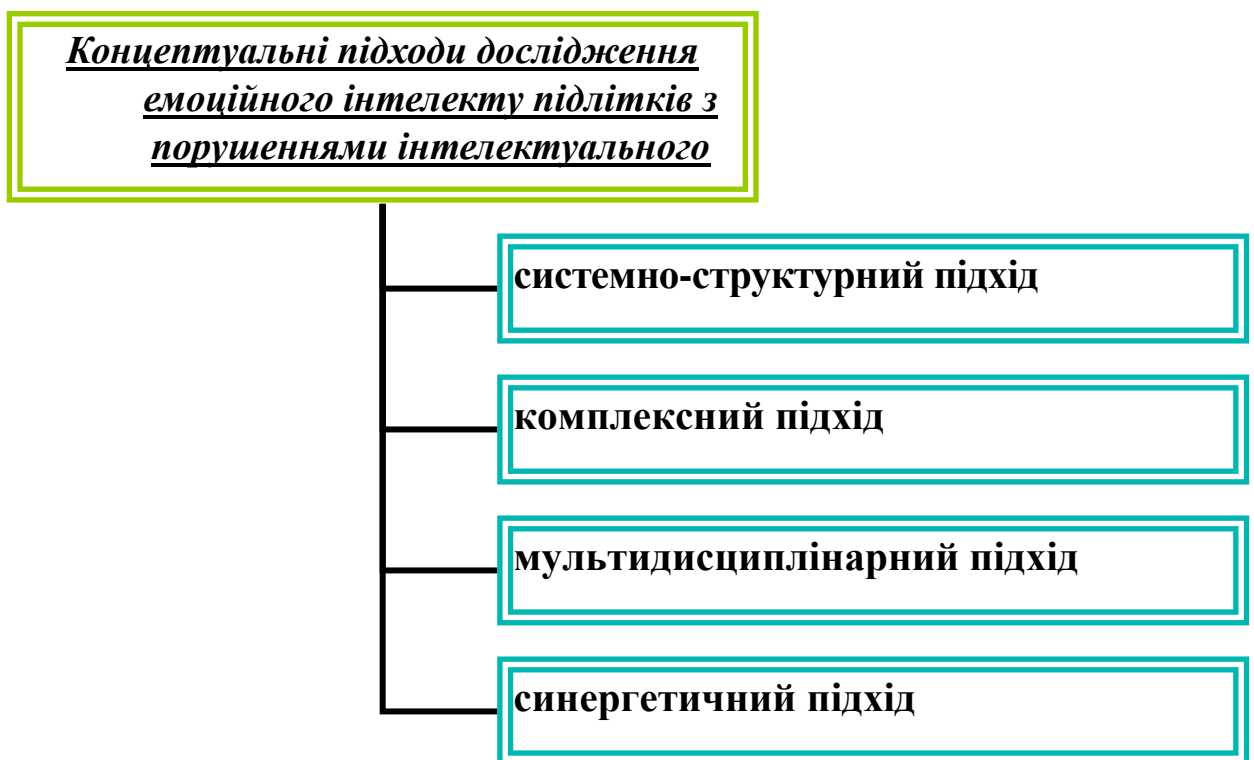 Концептуальні підходи дослідження
емоційного інтелекту підлітків з
порушеннями інтелектуального
системно-структурний підхід
комплексний підхід
мультидисциплінарний підхід
синергетичний підхід